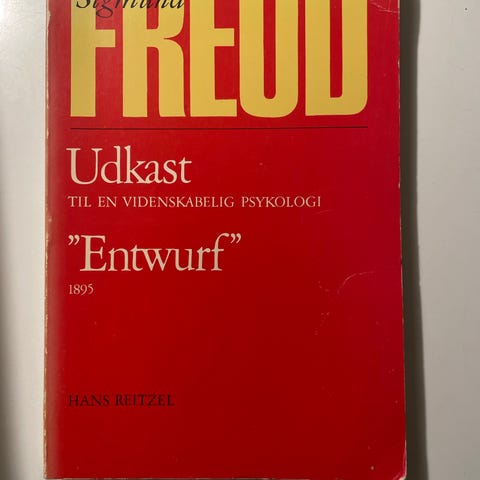 Sigmund
FREUD
Udkast
TIL EN VIDENSKABELIG PSYKOLOGI
"Entwurf"
1895
HANS REITZEL